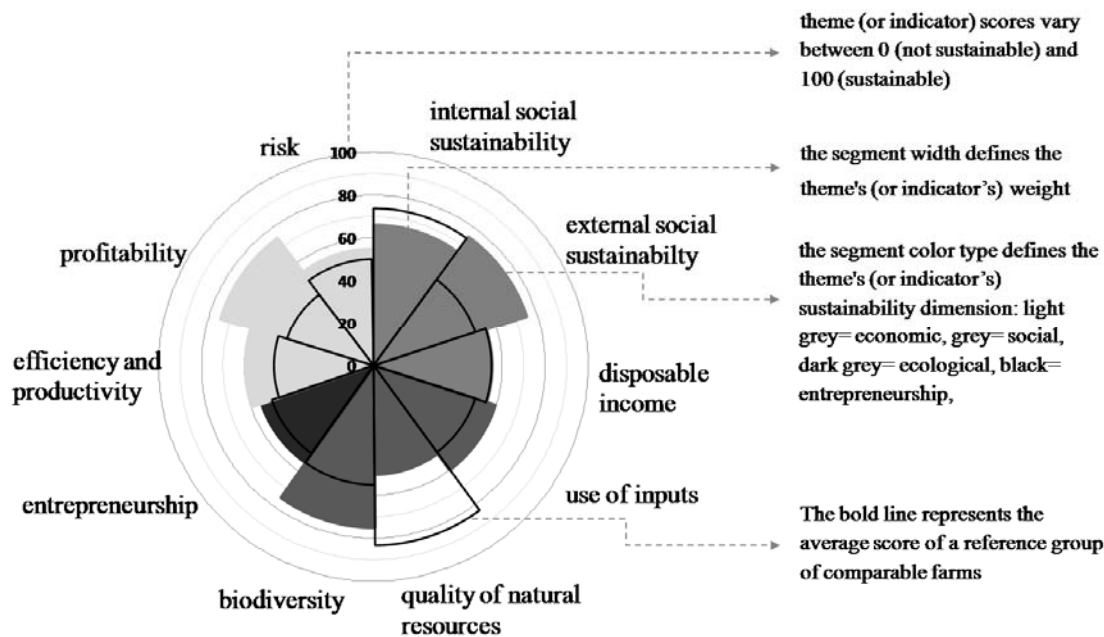 theme (or indicator) scores vary
between 0 (not sustainable) and
100 (sustainable)
internal social
sustainability
risk
100
80
60
40
20
0
the segment width defines the
theme's (or indicator's) weight
external social
sustainabilty
profitability
the segment color type defines the
theme's (or indicator's)
sustainability dimension: light
grey= economic, grey= social,
dark grey= ecological, black=
entrepreneurship,
efficiency and
productivity
disposable
income
use of inputs
entrepreneurship
The bold line represents the
average score of a reference group
of comparable farms
biodiversity
quality of natural
resources